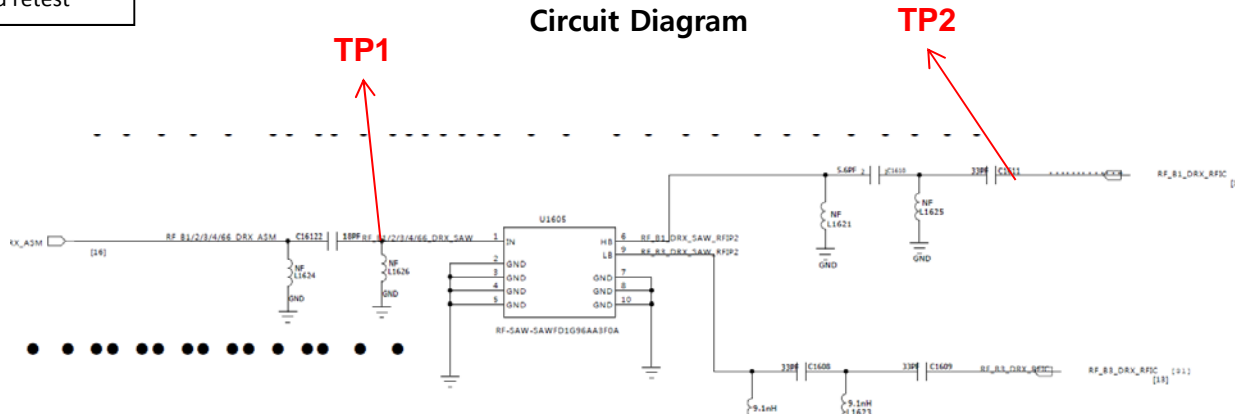 d retest
Circuit Diagram
TP1
TP2
5.6PF 2
C1610
33PF C1611
RF_B1_DRX_RFIC
NF
L1621
GND
NF
L1625
GND
RX_ASM
[16]
RF_B1/2/3/4/66_DRX_ASM
C16122
18PF
RF_B1/2/3/4/66_DRX_SAW
NF
L1624
GND
NF
L1626
GND
U1605
1 IN
2 GND
3 GND
4 GND
5 GND
HB 6
LB 9
GND 7
GND 8
GND 10
RF_B1_DRX_SAW_RFIP2
RF_B3_DRX_SAW_RFIP2
RF-SAW-SAWFD1G96AA3F0A
33PF C1608
33PF C1609
RF_B3_DRX_RFIC
RF_B3_DRX_RFIC
[13]
9.1nH
9.1nH
L1623